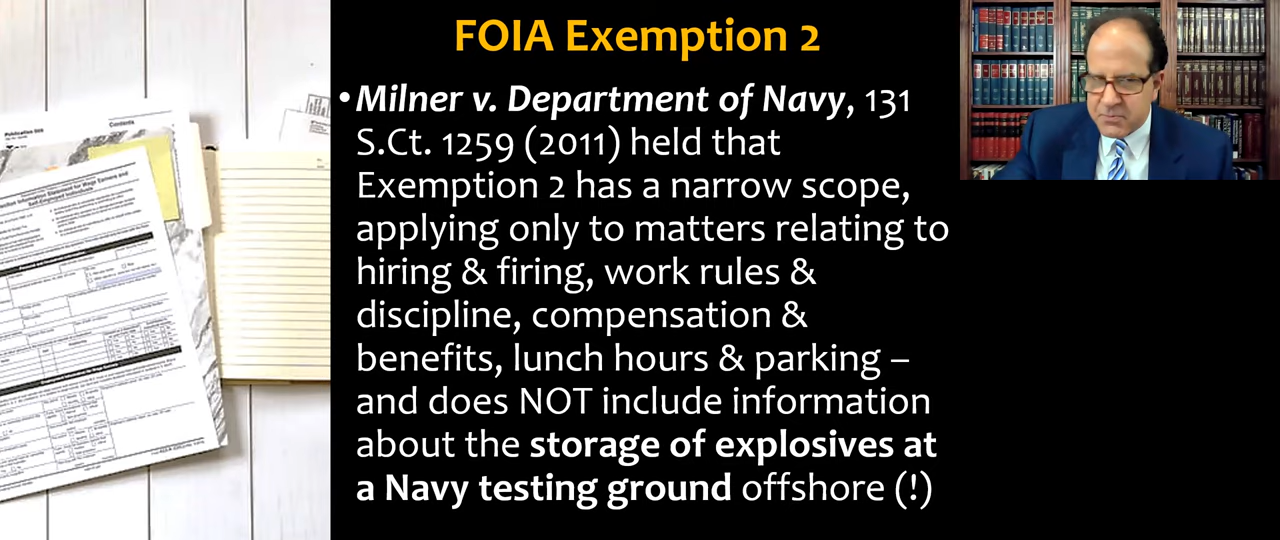 FOIA Exemption 2
•Milner v. Department of Navy, 131
S.Ct. 1259 (2011) held that
Exemption 2 has a narrow scope,
applying only to matters relating to
hiring & firing, work rules &
discipline, compensation &
benefits, lunch hours & parking –
and does NOT include information
about the storage of explosives at
a Navy testing ground offshore (!)
Contents